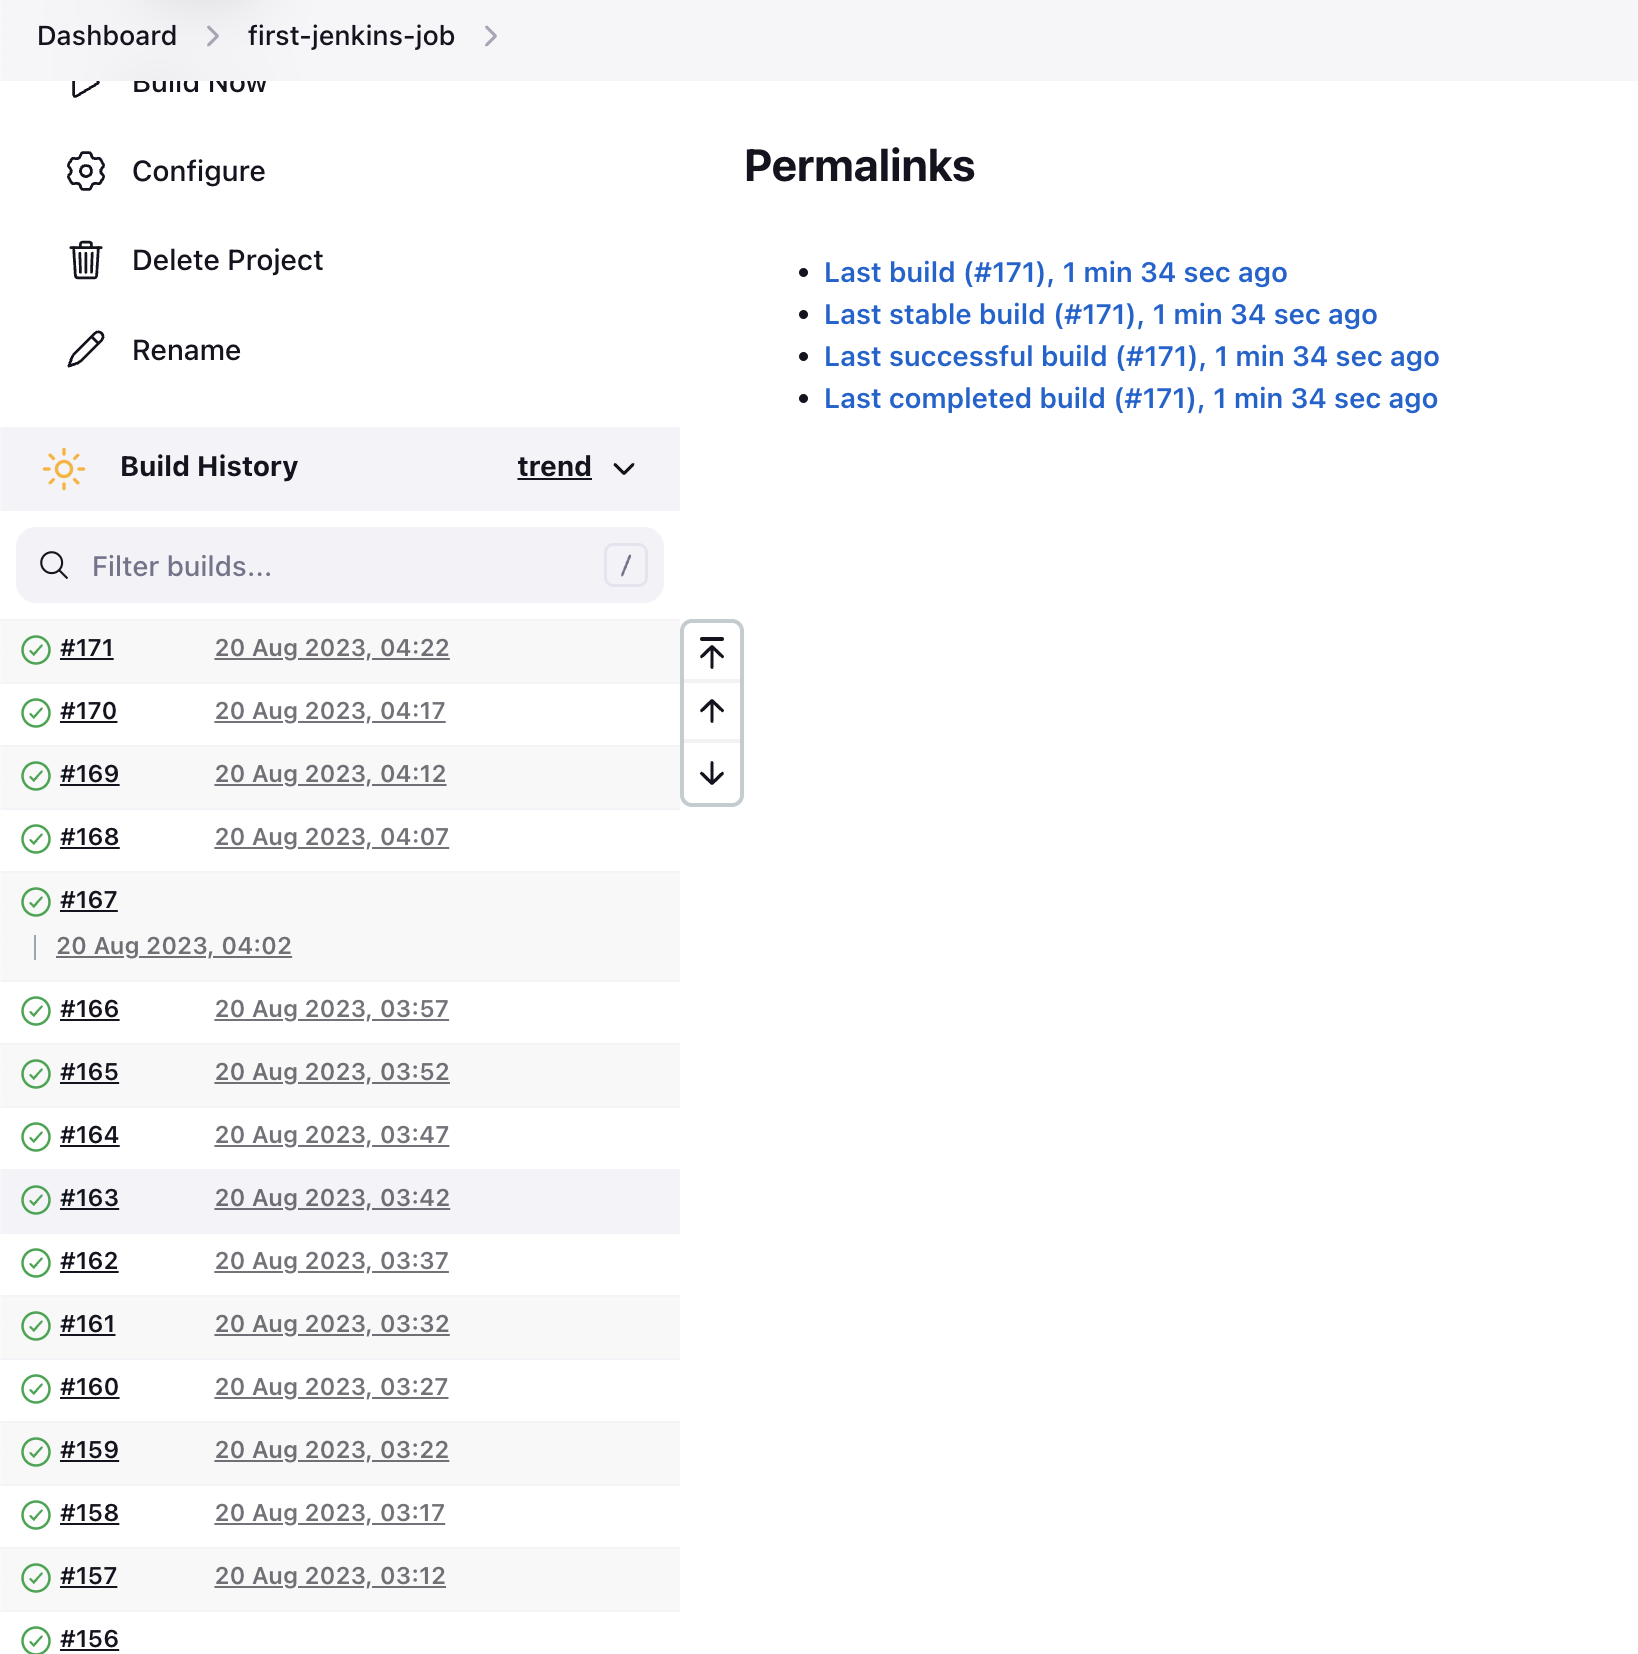 Dashboard > first-jenkins-job >
Build Now
Configure
Delete Project
Rename
Build History trend
Filter builds... /
#171 20 Aug 2023, 04:22
#170 20 Aug 2023, 04:17
#169 20 Aug 2023, 04:12
#168 20 Aug 2023, 04:07
#167
20 Aug 2023, 04:02
#166 20 Aug 2023, 03:57
#165 20 Aug 2023, 03:52
#164 20 Aug 2023, 03:47
#163 20 Aug 2023, 03:42
#162 20 Aug 2023, 03:37
#161 20 Aug 2023, 03:32
#160 20 Aug 2023, 03:27
#159 20 Aug 2023, 03:22
#158 20 Aug 2023, 03:17
#157 20 Aug 2023, 03:12
#156
Permalinks
• Last build (#171), 1 min 34 sec ago
• Last stable build (#171), 1 min 34 sec ago
• Last successful build (#171), 1 min 34 sec ago
• Last completed build (#171), 1 min 34 sec ago